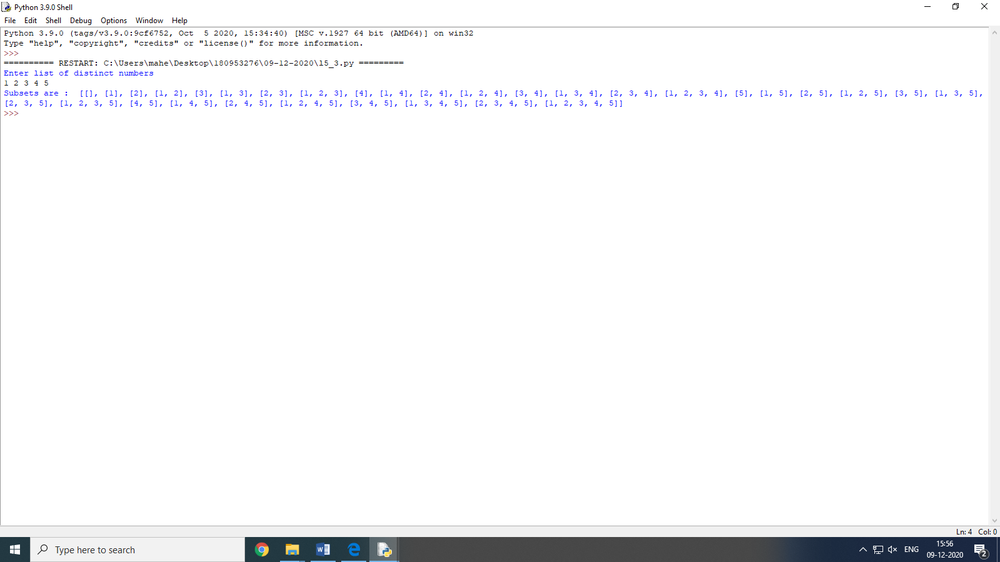 Python 3.9.0 Shell
File Edit Shell Debug Options Window Help
Python 3.9.0 (tags/v3.9.0:9cf6752, Oct  5 2020, 15:34:40) [MSC v.1927 64 bit (AMD64)] on win32
Type "help", "copyright", "credits" or "license()" for more information.
>>>
========== RESTART: C:\Users\mahe\Desktop\180953276\09-12-2020\l5_3.py =========
Enter list of distinct numbers
1 2 3 4 5
Subsets are :  [[], [1], [2], [1, 2], [3], [1, 3], [2, 3], [1, 2, 3], [4], [1, 4], [2, 4], [1, 2, 4], [3, 4], [1, 3, 4], [2, 3, 4], [1, 2, 3, 4], [5], [1, 5], [2, 5], [1, 2, 5], [3, 5], [1, 3, 5],
[2, 3, 5], [1, 2, 3, 5], [4, 5], [1, 4, 5], [2, 4, 5], [1, 2, 4, 5], [3, 4, 5], [1, 3, 4, 5], [2, 3, 4, 5], [1, 2, 3, 4, 5]]
>>>
Ln: 4 Col: 0
Type here to search
ENG
15:56
09-12-2020
2